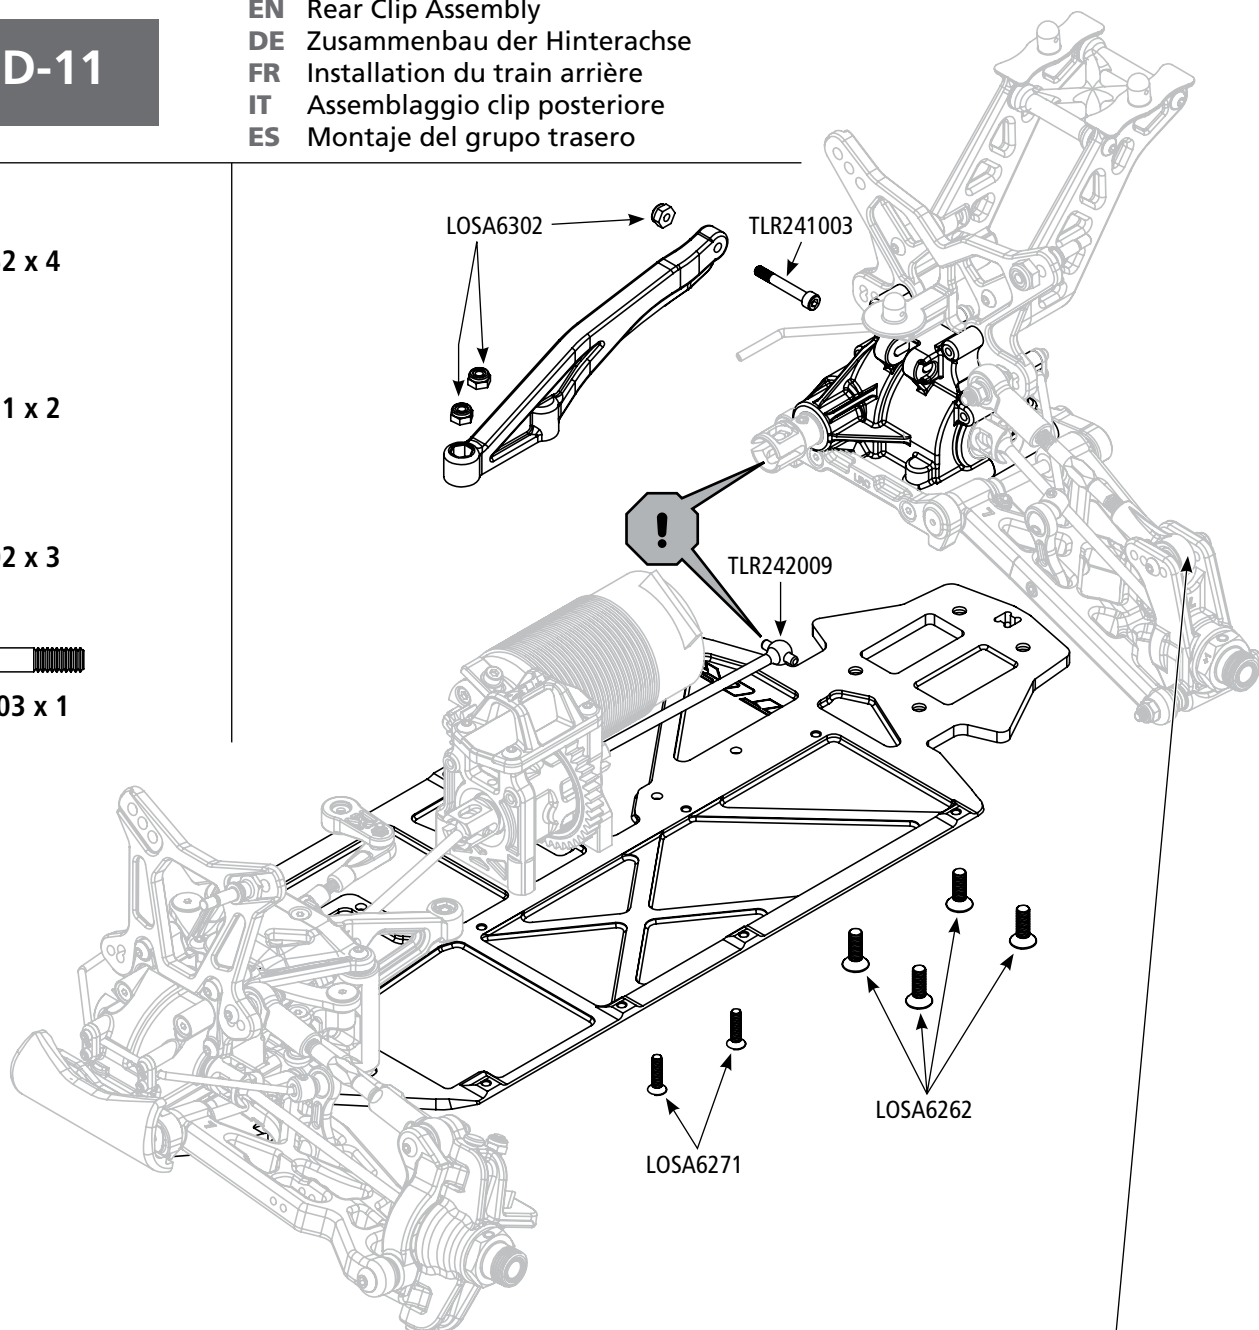 D-11
EN Rear Clip Assembly
DE Zusammenbau der Hinterachse
FR Installation du train arrière
IT Assemblaggio clip posteriore
ES Montaje del grupo trasero
2 x 4
1 x 2
2 x 3
03 x 1
LOSA6302
TLR241003
!
TLR242009
LOSA6262
LOSA6271